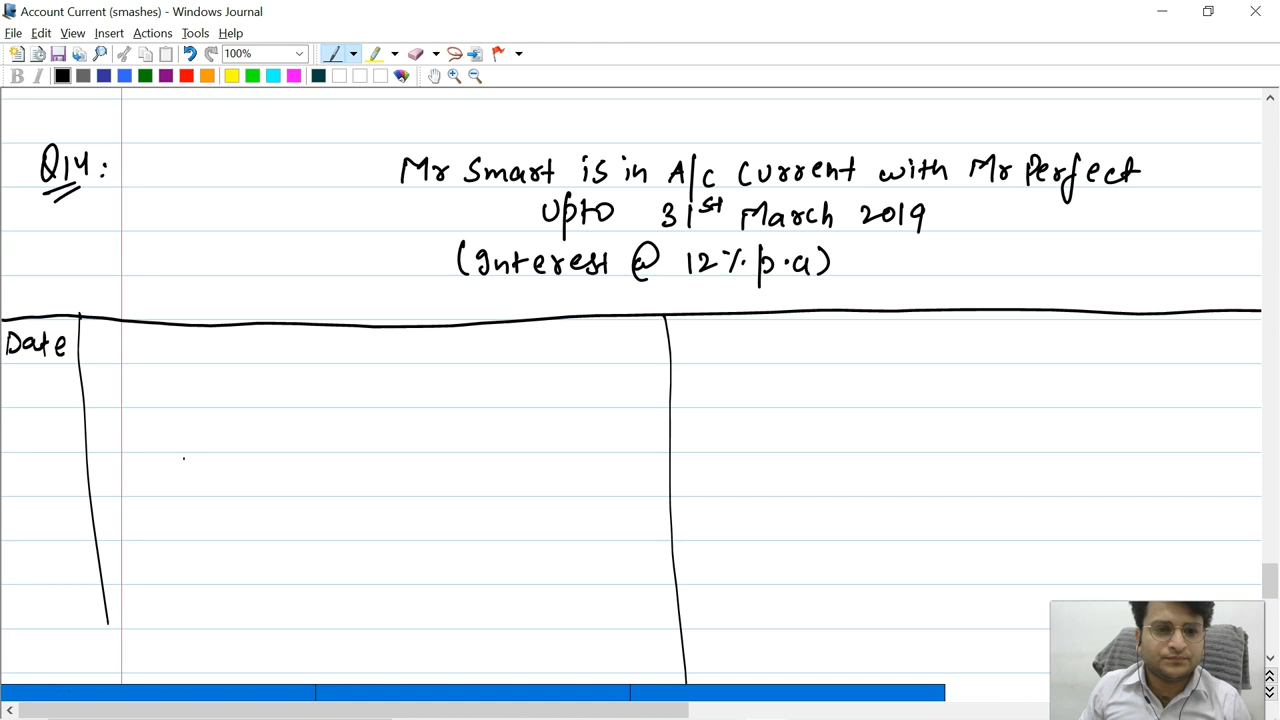 Account Current (smashes) - Windows Journal
File Edit View Insert Actions Tools Help
100%
B I
Q14:
Mr Smart is in A/c Current with Mr Perfect
Upto 31st March 2019
(Interest @ 12% p.a)
Date